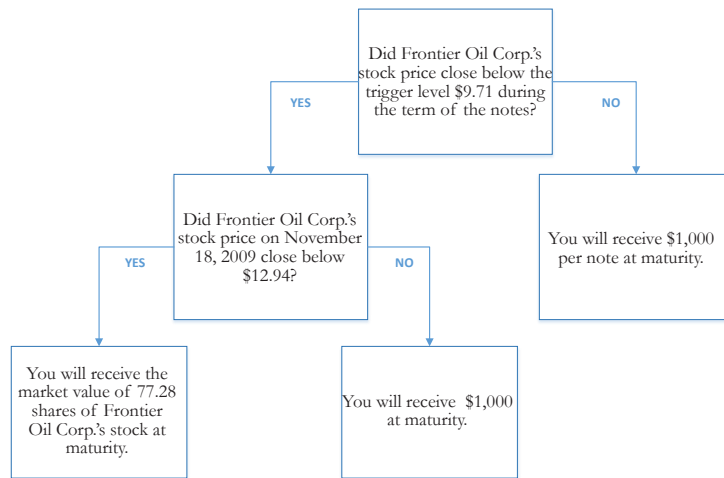 Did Frontier Oil Corp.'s
stock price close below the
trigger level $9.71 during
the term of the notes?
YES
NO
Did Frontier Oil Corp.'s
stock price on November
18, 2009 close below
$12.94?
You will receive $1,000
per note at maturity.
YES
NO
You will receive the
market value of 77.28
shares of Frontier
Oil Corp.'s stock at
maturity.
You will receive $1,000
at maturity.